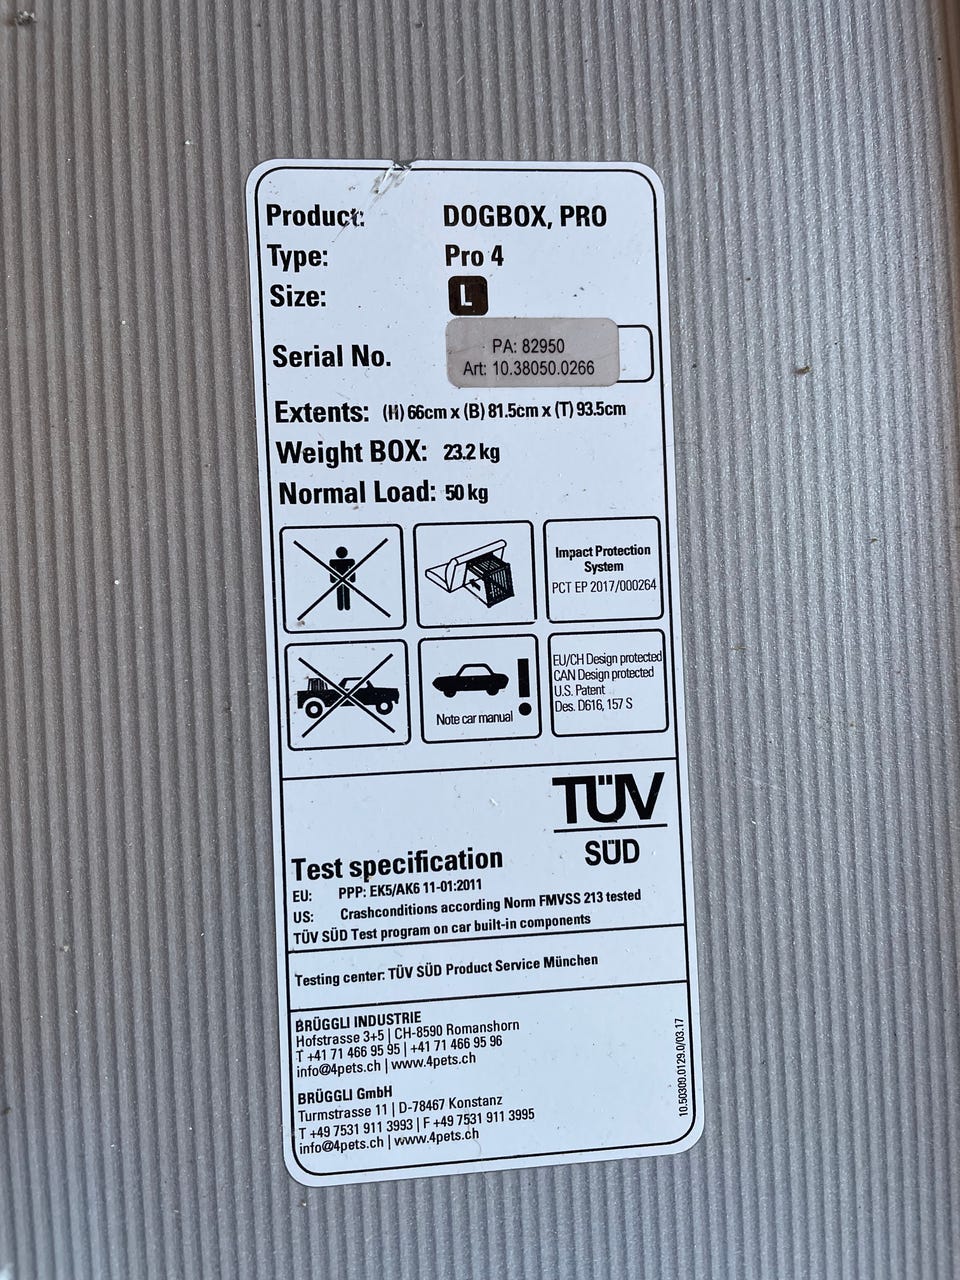 Product: DOGBOX, PRO
Type: Pro 4
Size: L
Serial No.
PA: 82950
Art: 10.38050.0266
Extents: (H) 66cm x (B) 81.5cm x (T) 93.5cm
Weight BOX: 23.2 kg
Normal Load: 50 kg
Impact Protection
System
PCT EP 2017/000264
Note car manual
!
EU/CH Design protected
CAN Design protected
U.S. Patent
Des. D616, 157 S
TÜV
SÜD
Test specification
EU: PPP: EK5/AK6 11-01:2011
US: Crashconditions according Norm FMVSS 213 tested
TÜV SÜD Test program on car built-in components
Testing center: TÜV SÜD Product Service München
BRÜGGLI INDUSTRIE
Hofstrasse 3+5 | CH-8590 Romanshorn
T +41 71 466 95 95 | +41 71 466 95 96
info@4pets.ch | www.4pets.ch
BRÜGGLI GmbH
Turmstrasse 11 | D-78467 Konstanz
T +49 7531 911 3993 | F +49 7531 911 3995
info@4pets.ch | www.4pets.ch
10.50300.0129.0/03.17